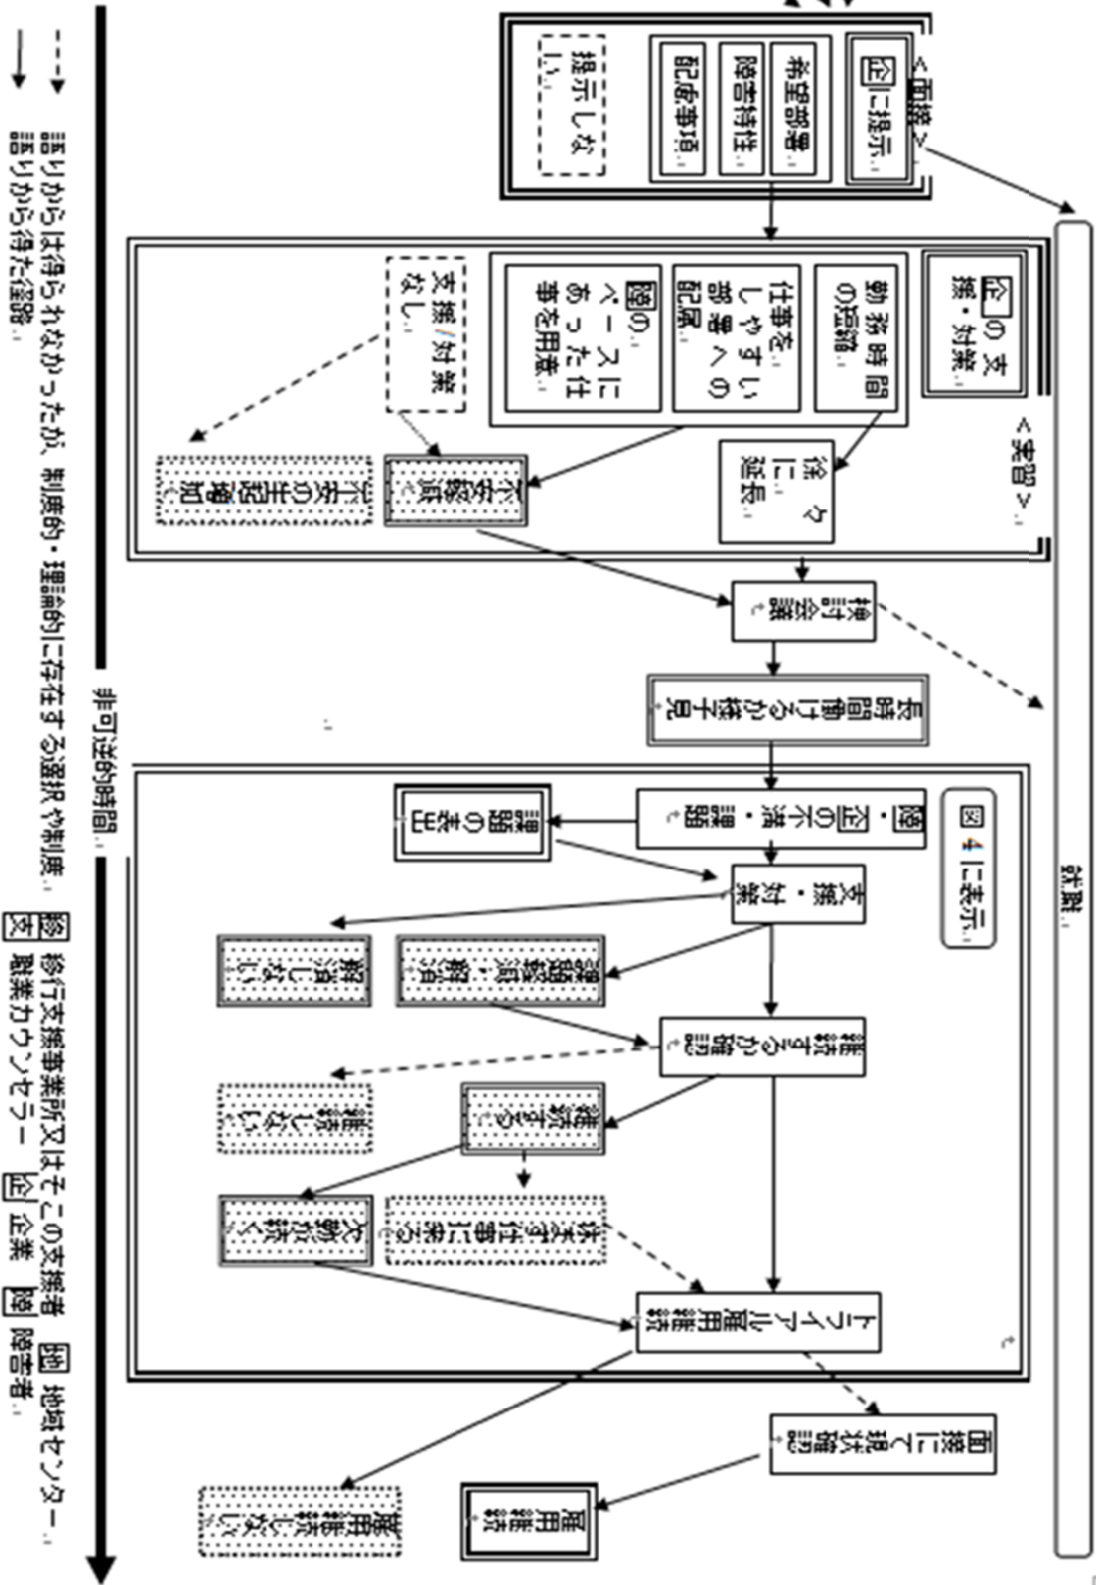 就職
<面接>
企に提示
希望部署
障害特性
配慮事項
提示しな
い
企の支
援・対策
<実習>
勤務時間
の短縮
仕事を
しやすい
部署への
配属
障の
ペースに
あった仕
事を用意
支援/対策
なし
徐々
に
延長
不安軽減
不安の生起/増加
検討会議
長時間働けるか様子見
図4に表示
障・企の不満・課題
課題の表出
支援・対策
課題軽減・解消
解消しない
継続するか確認
継続する
継続しない
休まず仕事に来る
欠勤が続く
トライアル雇用継続
面接にて現状確認
雇用継続
雇用継続しない
非可逆的時間
語りからは得られなかったが、制度的・理論的に存在する選択や制度
語りから得た径路
移 移行支援事業所又はそこの支援者 地 地域センター
支 職業カウンセラー 企 企業 障 障害者